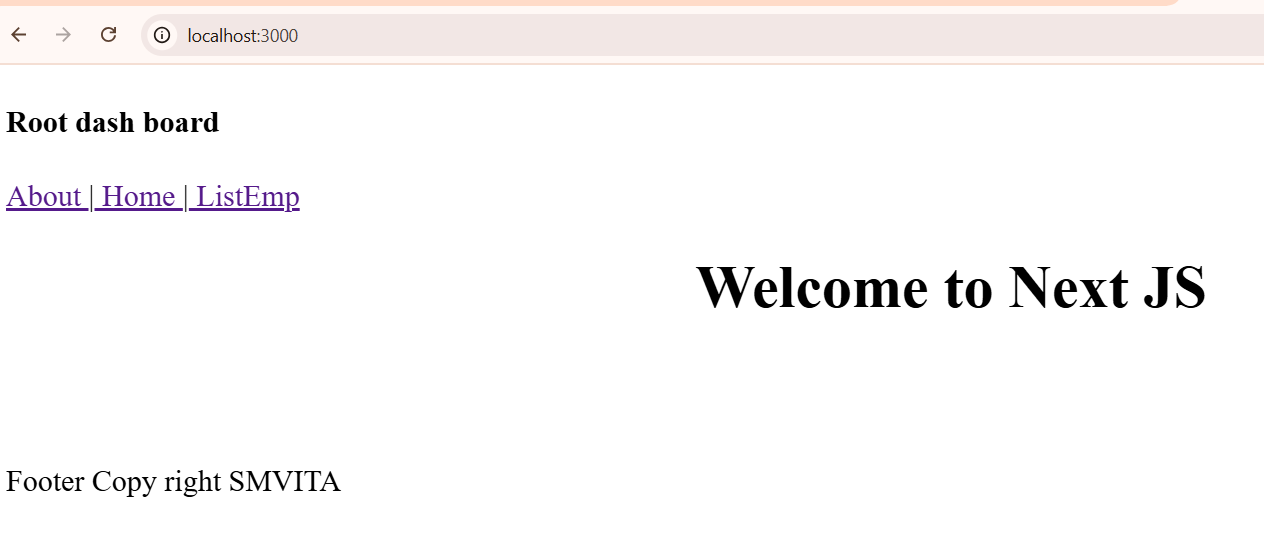 localhost:3000
Root dash board
About | Home | ListEmp
Welcome to Next JS
Footer Copy right SMVITA